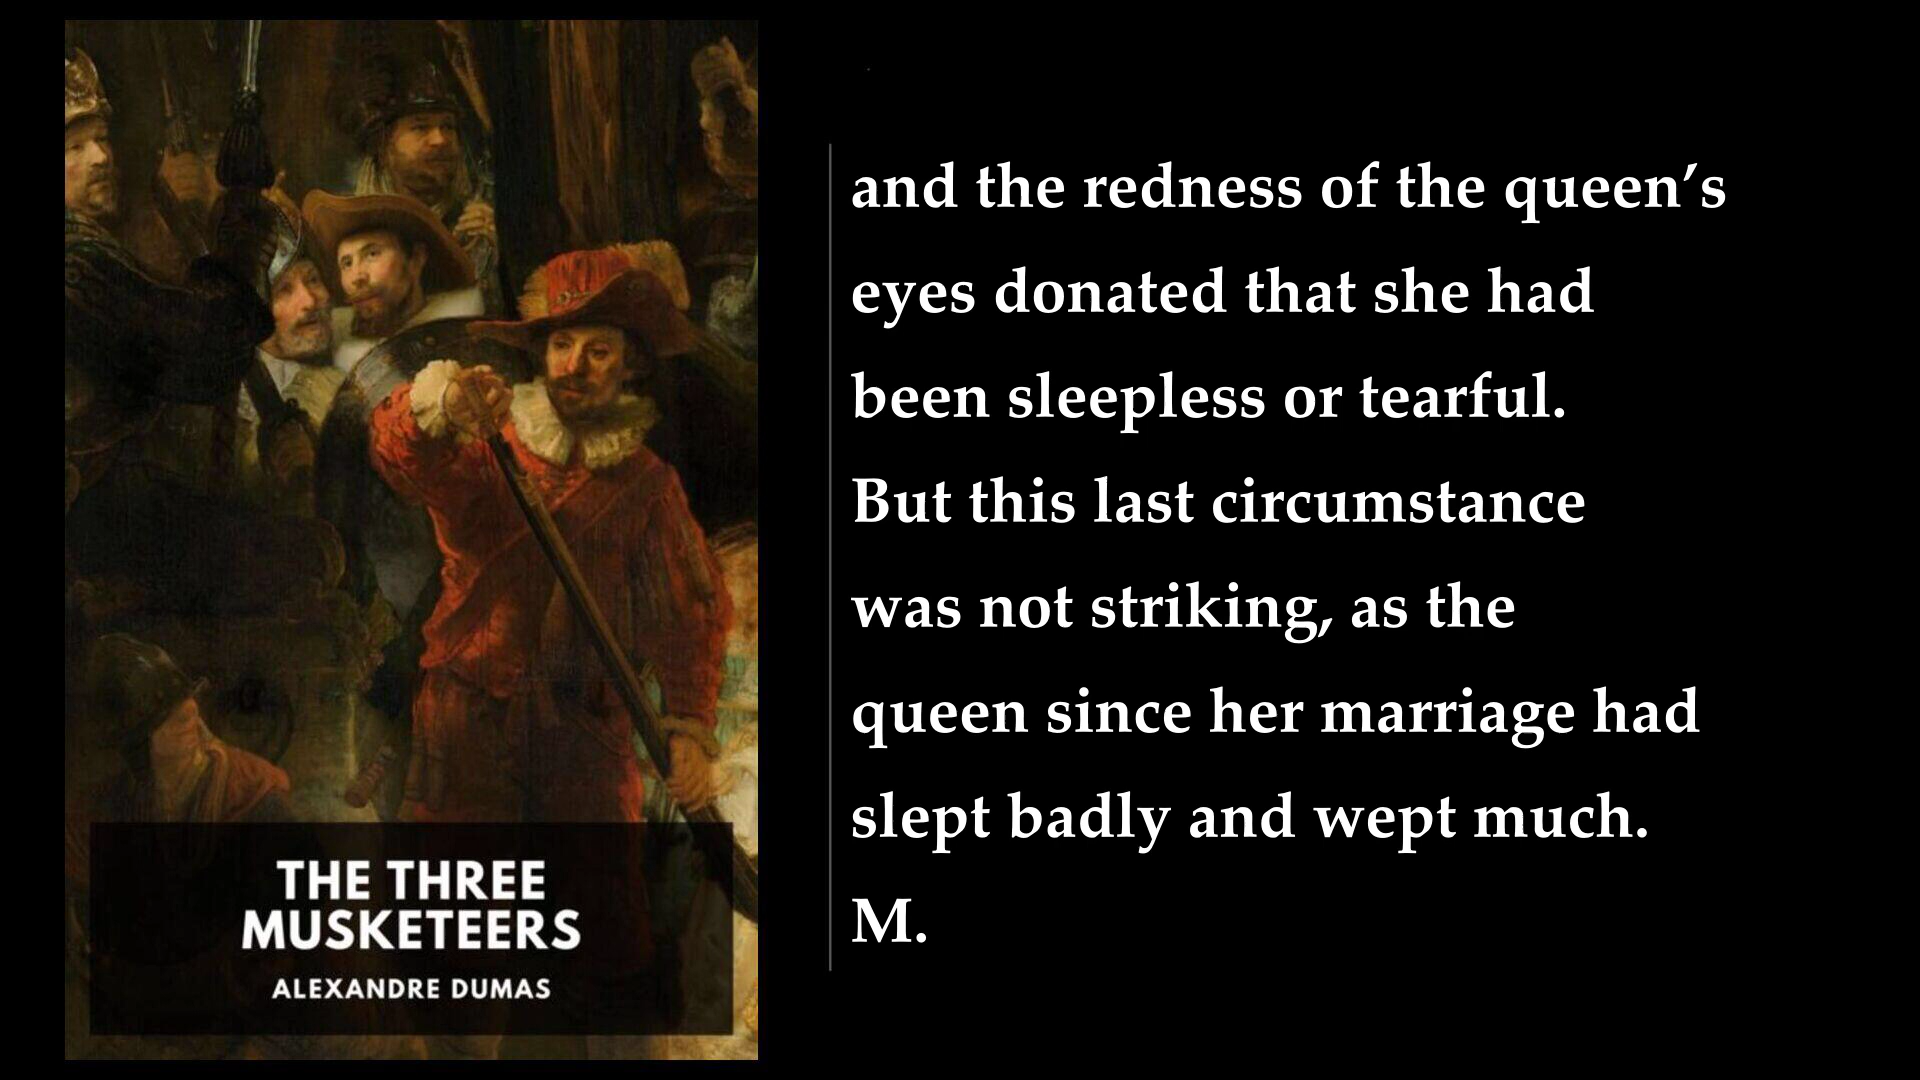 THE THREE
MUSKETEERS
ALEXANDRE DUMAS
and the redness of the queen’s
eyes donated that she had
been sleepless or tearful.
But this last circumstance
was not striking, as the
queen since her marriage had
slept badly and wept much.
M.